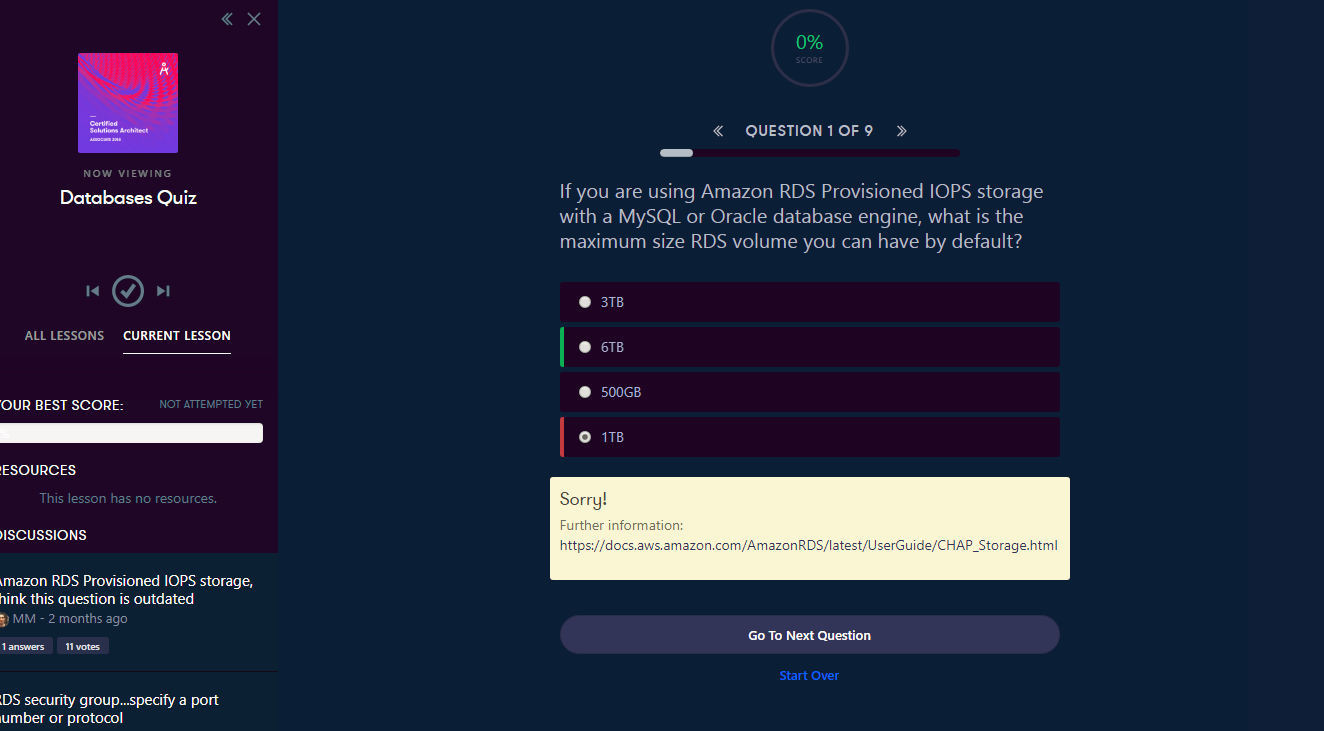 Certified
Solutions Architect
ASSOCIATE 2018
NOW VIEWING
Databases Quiz
ALL LESSONS CURRENT LESSON
YOUR BEST SCORE: NOT ATTEMPTED YET
RESOURCES
This lesson has no resources.
DISCUSSIONS
Amazon RDS Provisioned IOPS storage,
think this question is outdated
MM - 2 months ago
1 answers 11 votes
RDS security group...specify a port
number or protocol
0%
SCORE
QUESTION 1 OF 9
If you are using Amazon RDS Provisioned IOPS storage
with a MySQL or Oracle database engine, what is the
maximum size RDS volume you can have by default?
3TB
6TB
500GB
1TB
Sorry!
Further information:
https://docs.aws.amazon.com/AmazonRDS/latest/UserGuide/CHAP_Storage.html
Go To Next Question
Start Over